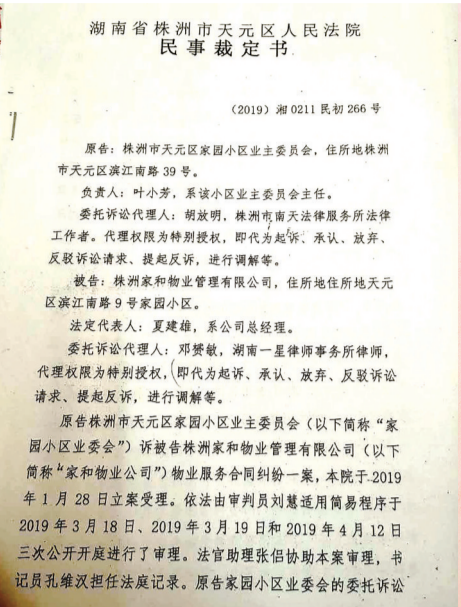 湖南省株洲市天元区人民法院
民事裁定书
（2019）湘0211民初266号
原告：株洲市天元区家园小区业主委员会，住所地株洲
市天元区滨江南路39号。
负责人：叶小芳，系该小区业主委员会主任。
委托诉讼代理人：胡放明，株洲市南天法律服务所法律
工作者。代理权限为特别授权，即代为起诉、承认、放弃、
反驳诉讼请求、提起反诉，进行调解等。
被告：株洲家和物业管理有限公司，住所地住所地天元
区滨江南路9号家园小区。
法定代表人：夏建雄，系公司总经理。
委托诉讼代理人：邓赟敏，湖南一星律师事务所律师，
代理权限为特别授权，即代为起诉、承认、放弃、反驳诉讼
请求、提起反诉，进行调解等。
原告株洲市天元区家园小区业主委员会（以下简称“家
园小区业委会”）诉被告株洲家和物业管理有限公司（以下
简称“家和物业公司”）物业服务合同纠纷一案，本院于2019
年1月28日立案受理。依法由审判员刘慧适用简易程序于
2019年3月18日、2019年3月19日和2019年4月12日
三次公开开庭进行了审理。法官助理张侣协助本案审理，书
记员孔维汉担任法庭记录。原告家园小区业委会的委托诉讼